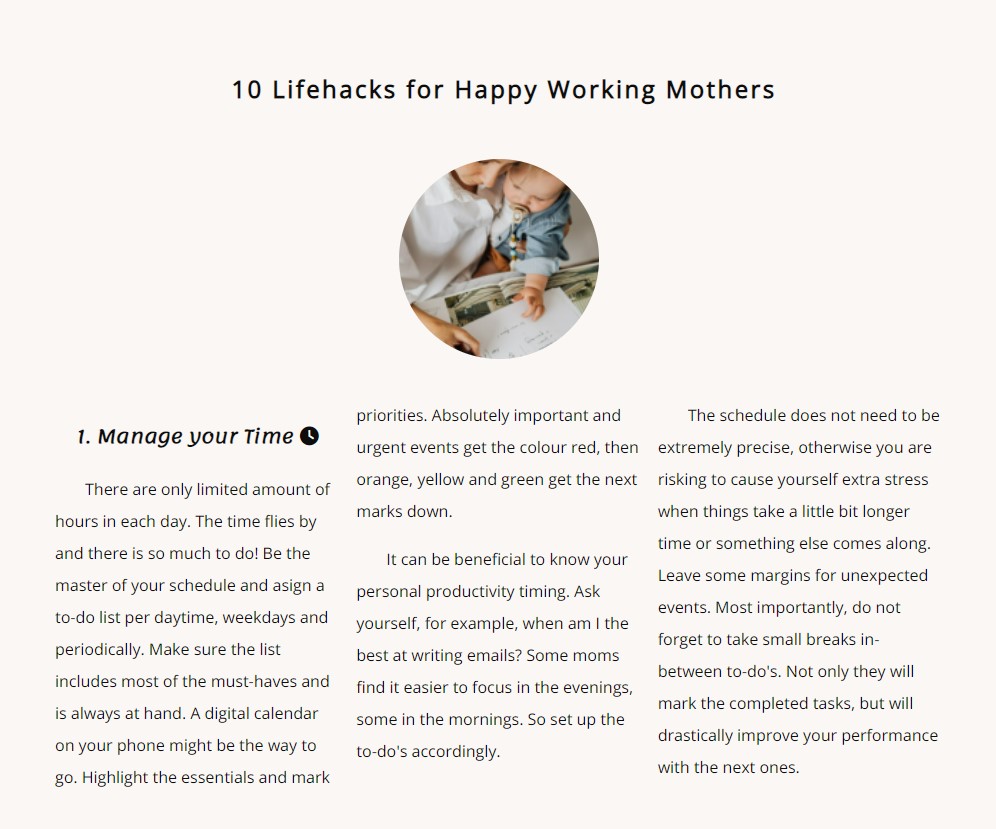 10 Lifehacks for Happy Working Mothers
1. Manage your Time
There are only limited amount of
hours in each day. The time flies by
and there is so much to do! Be the
master of your schedule and asign a
to-do list per daytime, weekdays and
periodically. Make sure the list
includes most of the must-haves and
is always at hand. A digital calendar
on your phone might be the way to
go. Highlight the essentials and mark
priorities. Absolutely important and
urgent events get the colour red, then
orange, yellow and green get the next
marks down.
It can be beneficial to know your
personal productivity timing. Ask
yourself, for example, when am I the
best at writing emails? Some moms
find it easier to focus in the evenings,
some in the mornings. So set up the
to-do's accordingly.
The schedule does not need to be
extremely precise, otherwise you are
risking to cause yourself extra stress
when things take a little bit longer
time or something else comes along.
Leave some margins for unexpected
events. Most importantly, do not
forget to take small breaks in-
between to-do's. Not only they will
mark the completed tasks, but will
drastically improve your performance
with the next ones.